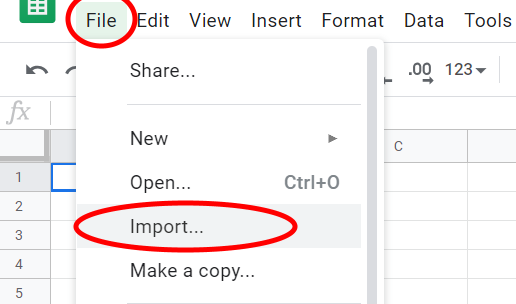 File Edit View Insert Format Data Tools
Share...
.00 123
fx
New
C
1
Open... Ctrl+O
2
Import...
3
Make a copy...
4
5